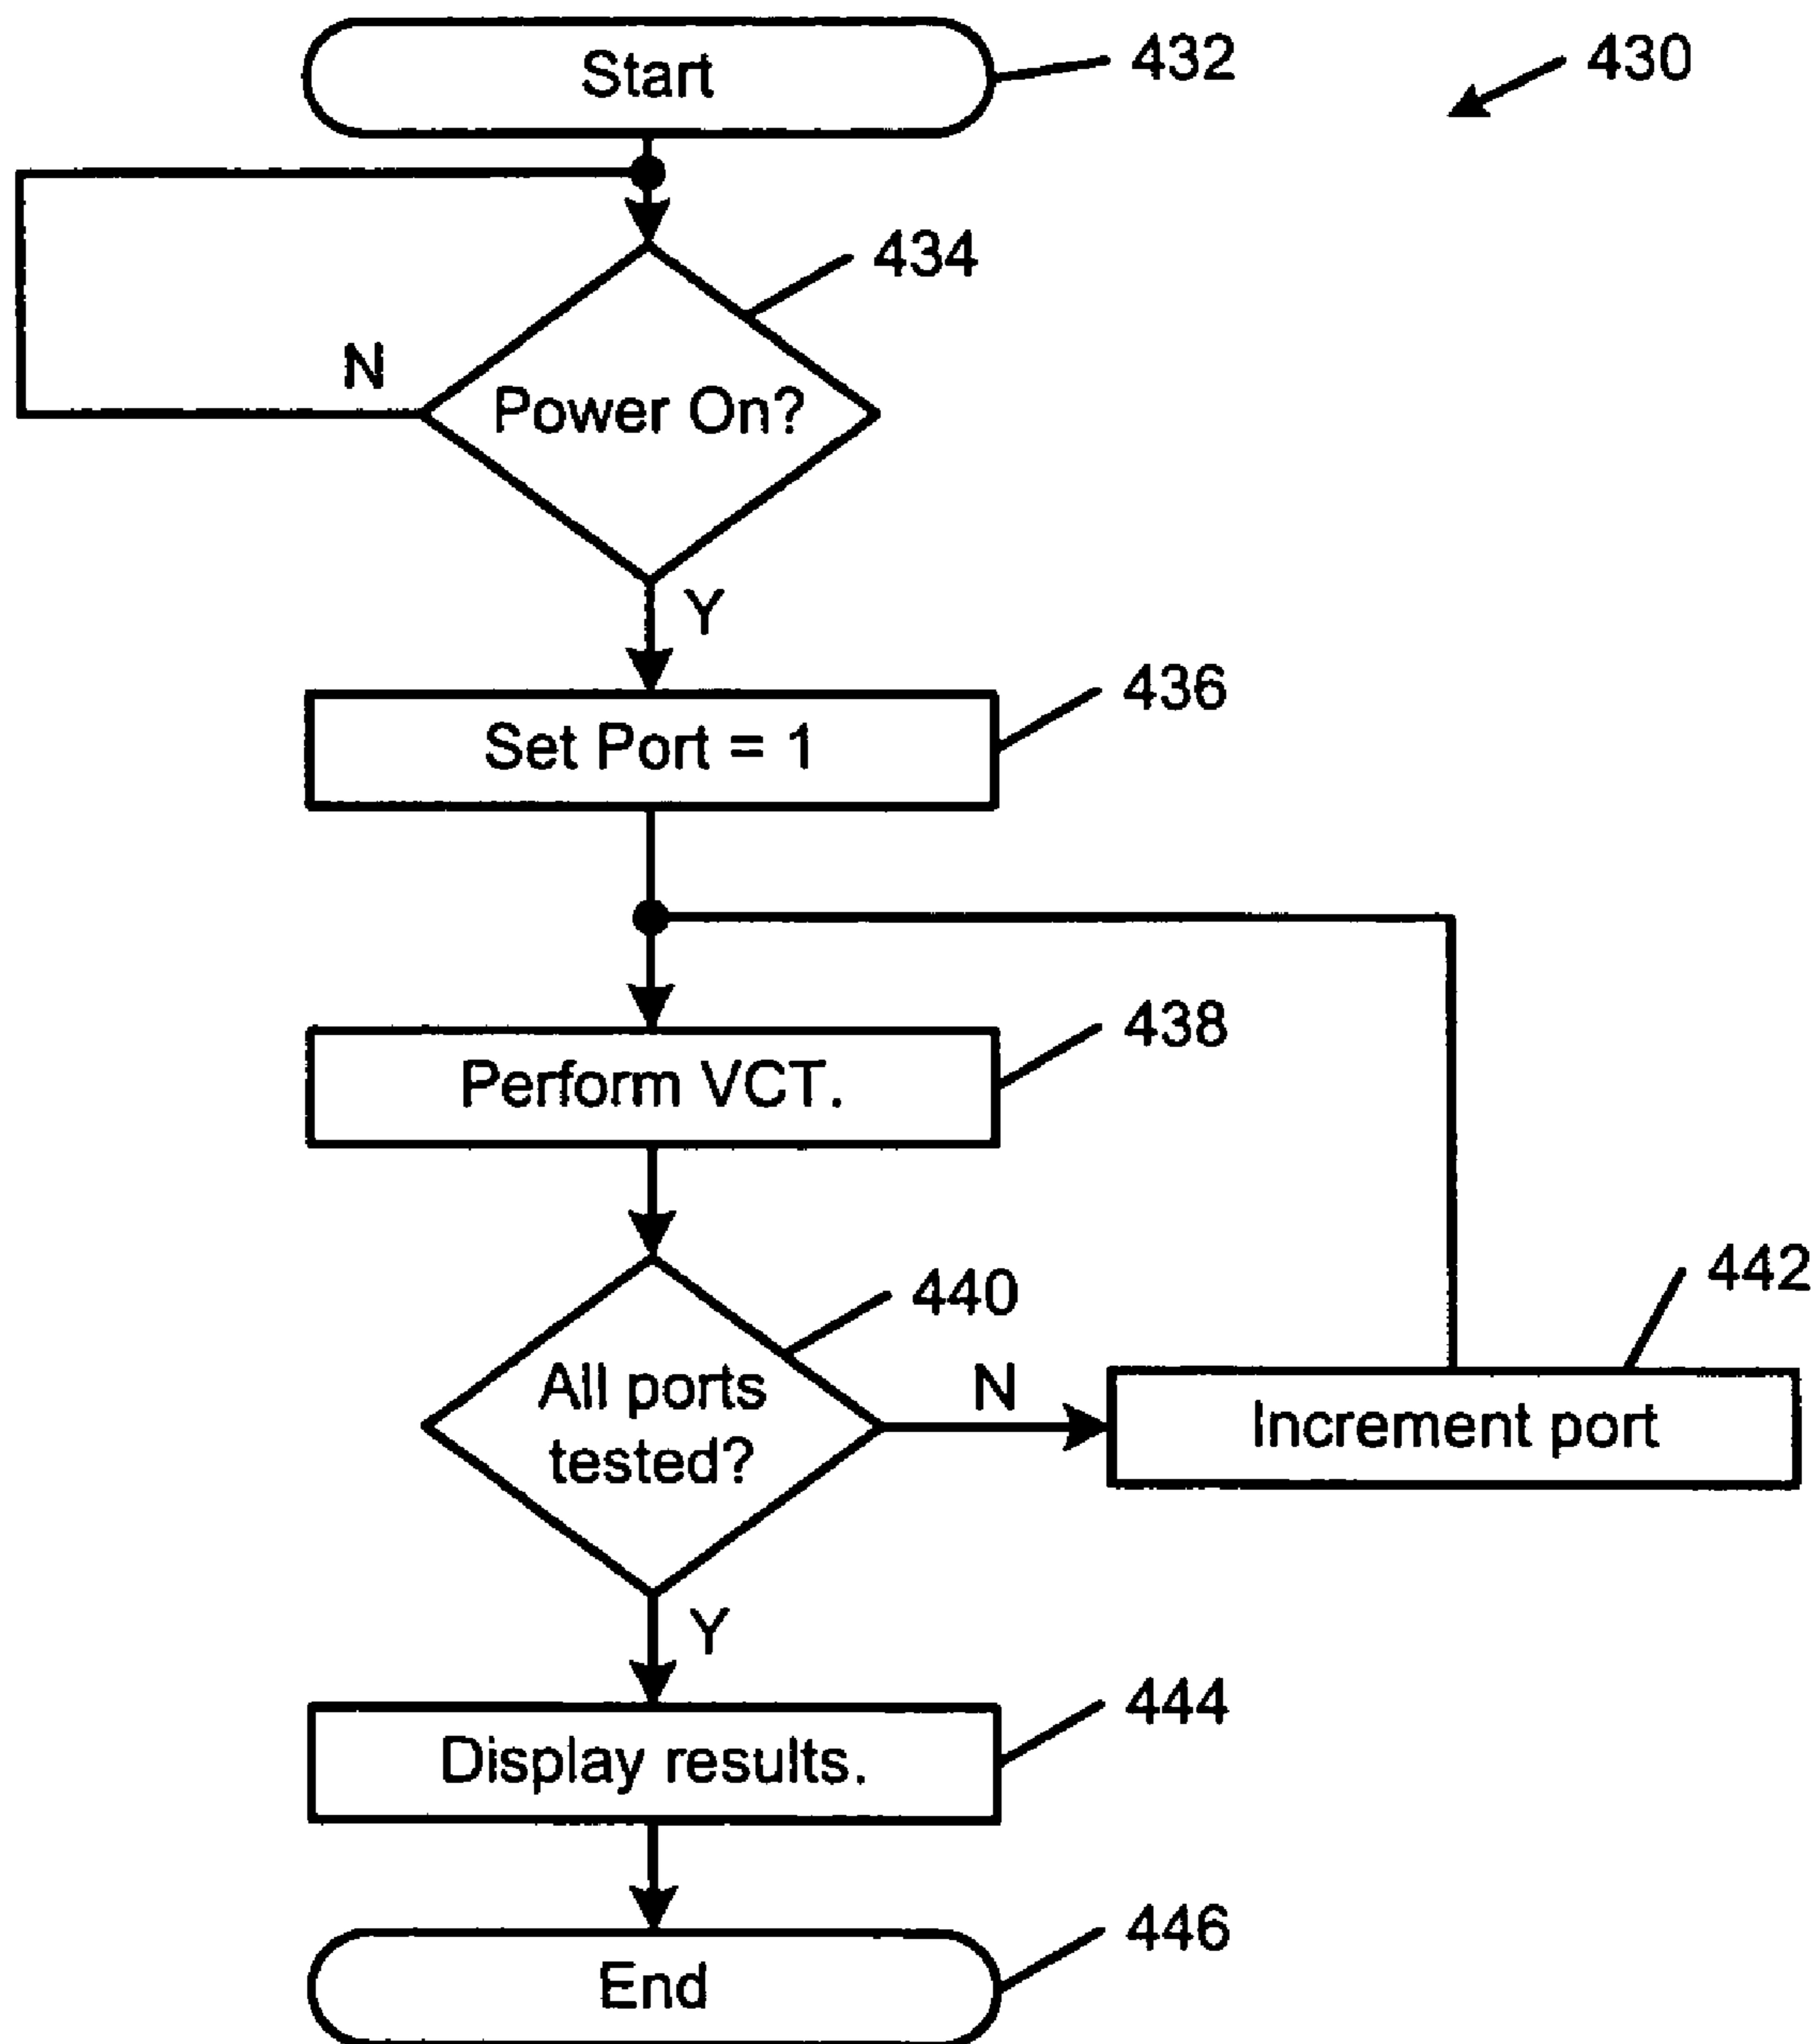 Start
432
430
434
N
Power On?
Y
436
Set Port = 1
438
Perform VCT.
440
442
All ports
tested?
N
Increment port
Y
444
Display results.
446
End